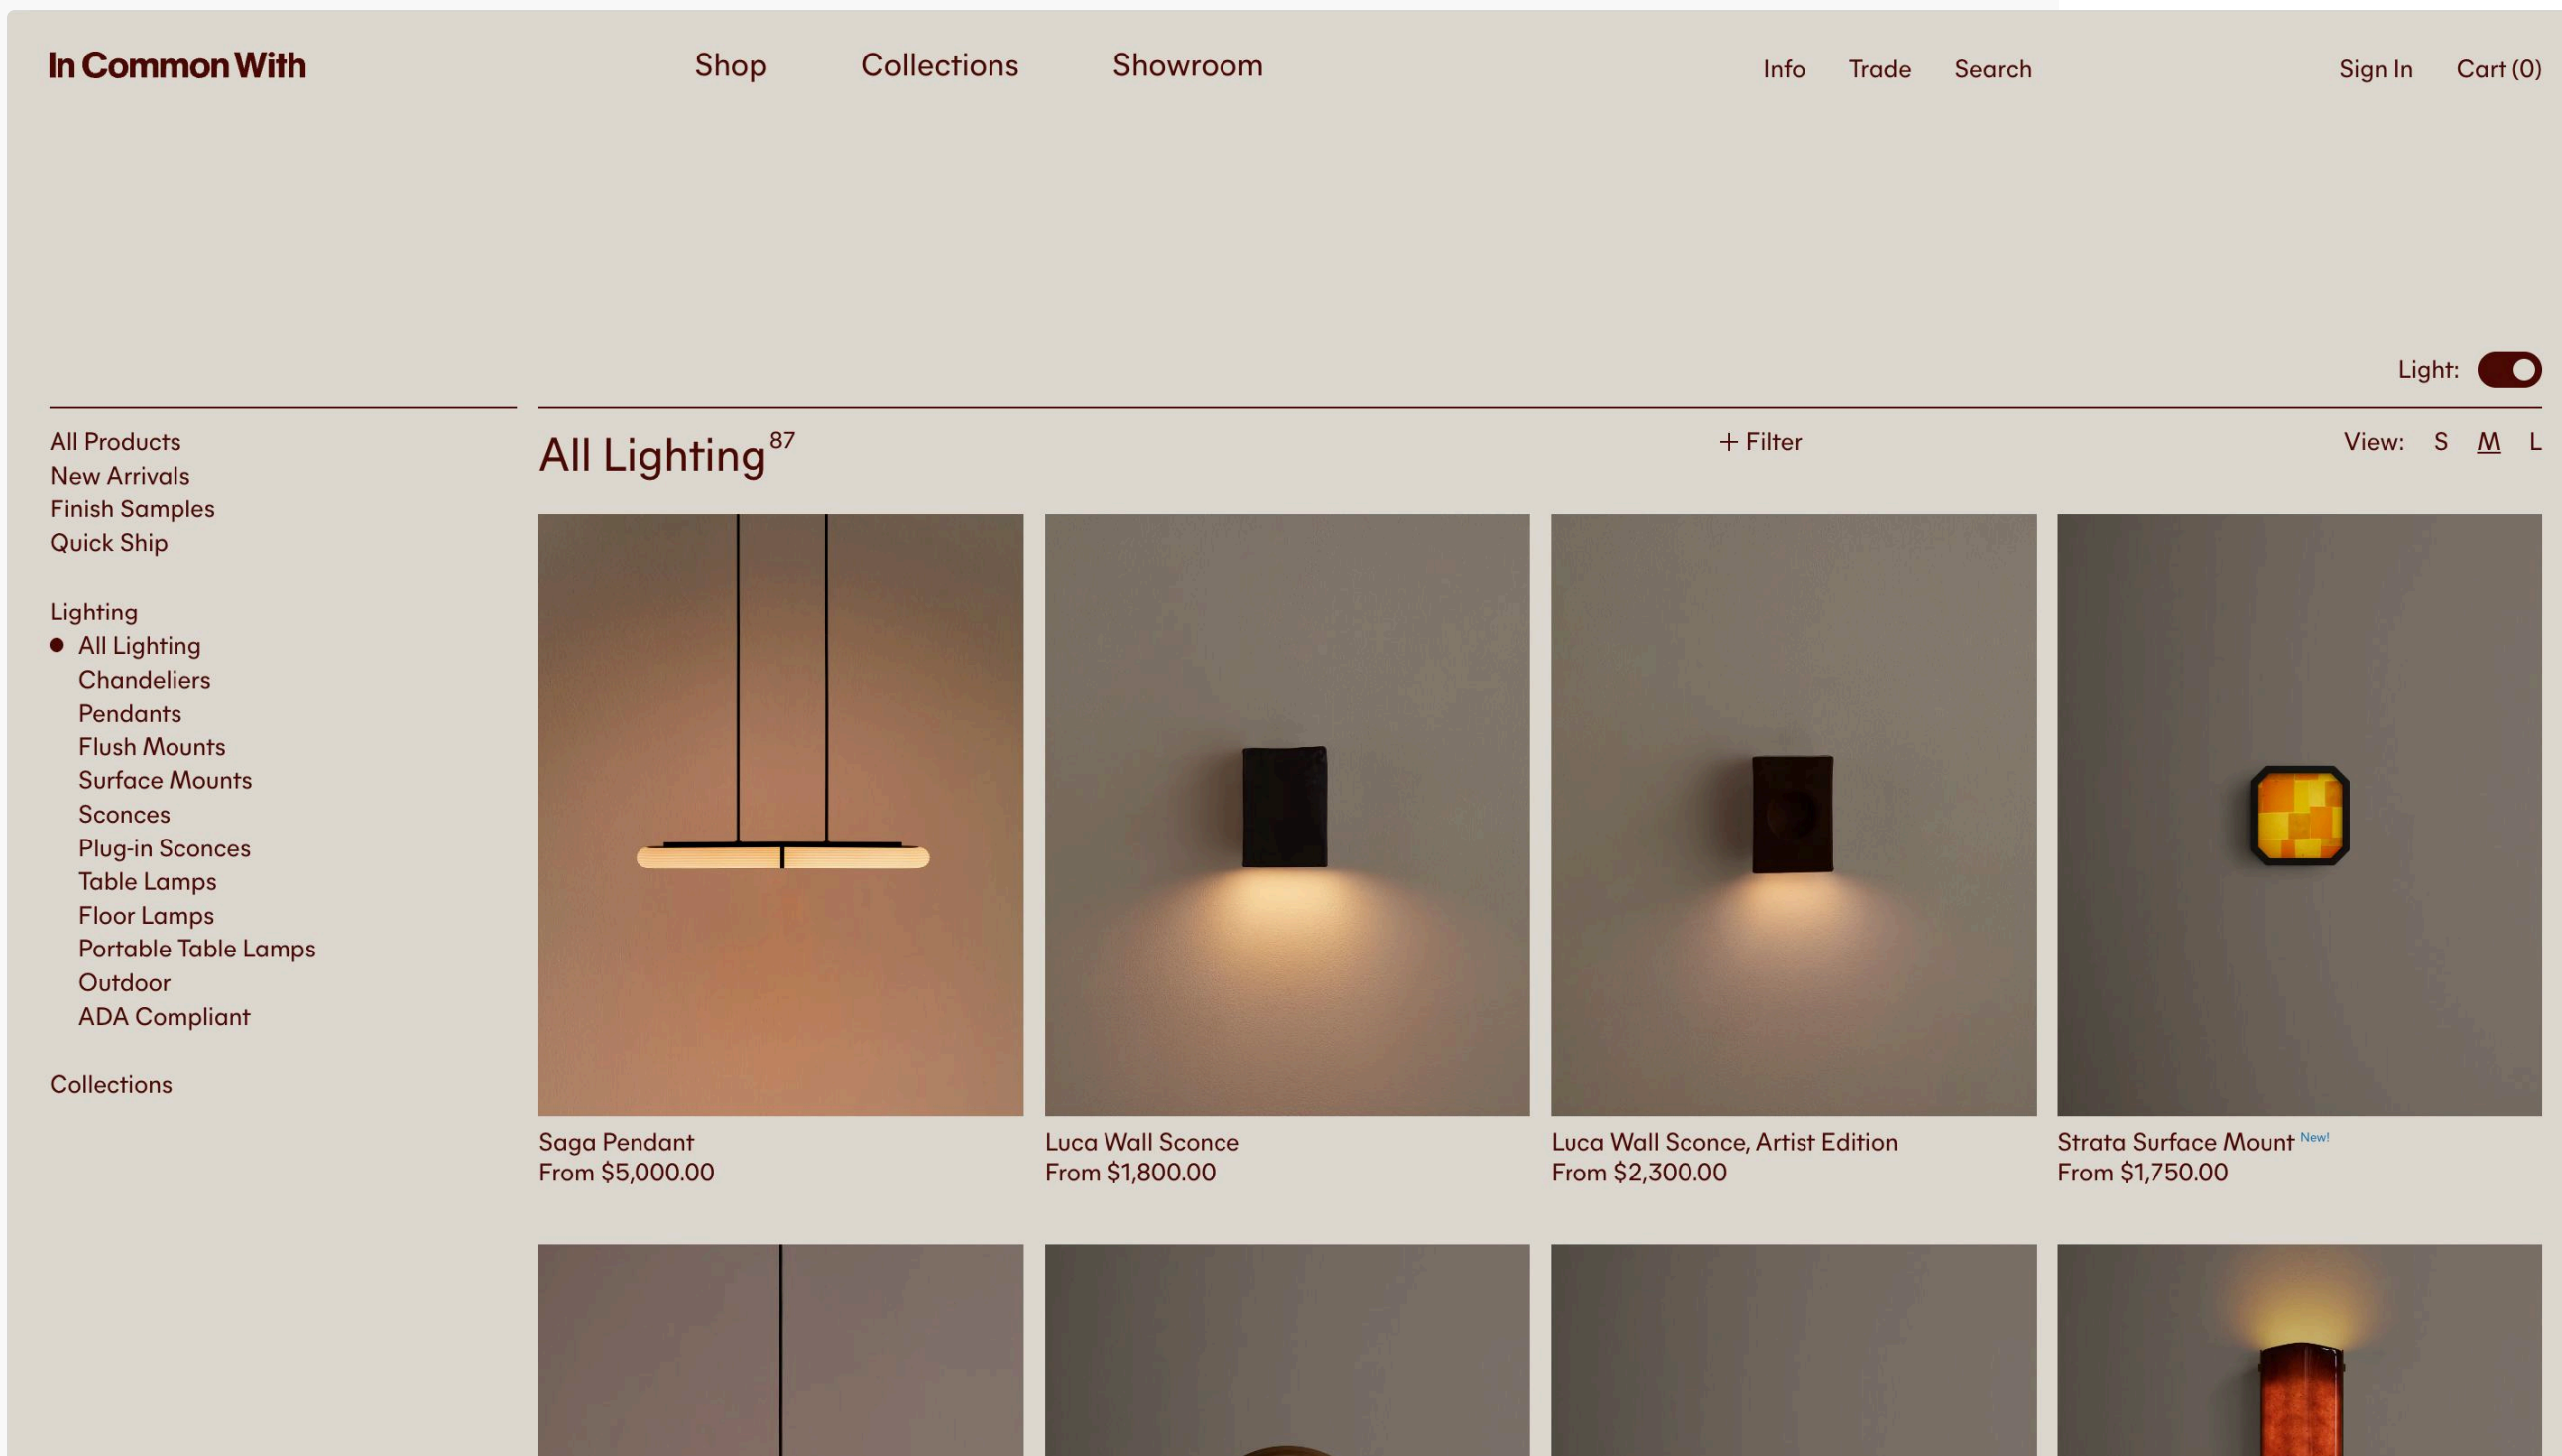 In Common With
Shop
Collections
Showroom
Info
Trade
Search
Sign In
Cart (0)
Light:
All Products
New Arrivals
Finish Samples
Quick Ship
Lighting
All Lighting
Chandeliers
Pendants
Flush Mounts
Surface Mounts
Sconces
Plug-in Sconces
Table Lamps
Floor Lamps
Portable Table Lamps
Outdoor
ADA Compliant
Collections
All Lighting 87
+ Filter
View: S M L
Saga Pendant
From $5,000.00
Luca Wall Sconce
From $1,800.00
Luca Wall Sconce, Artist Edition
From $2,300.00
Strata Surface Mount New!
From $1,750.00